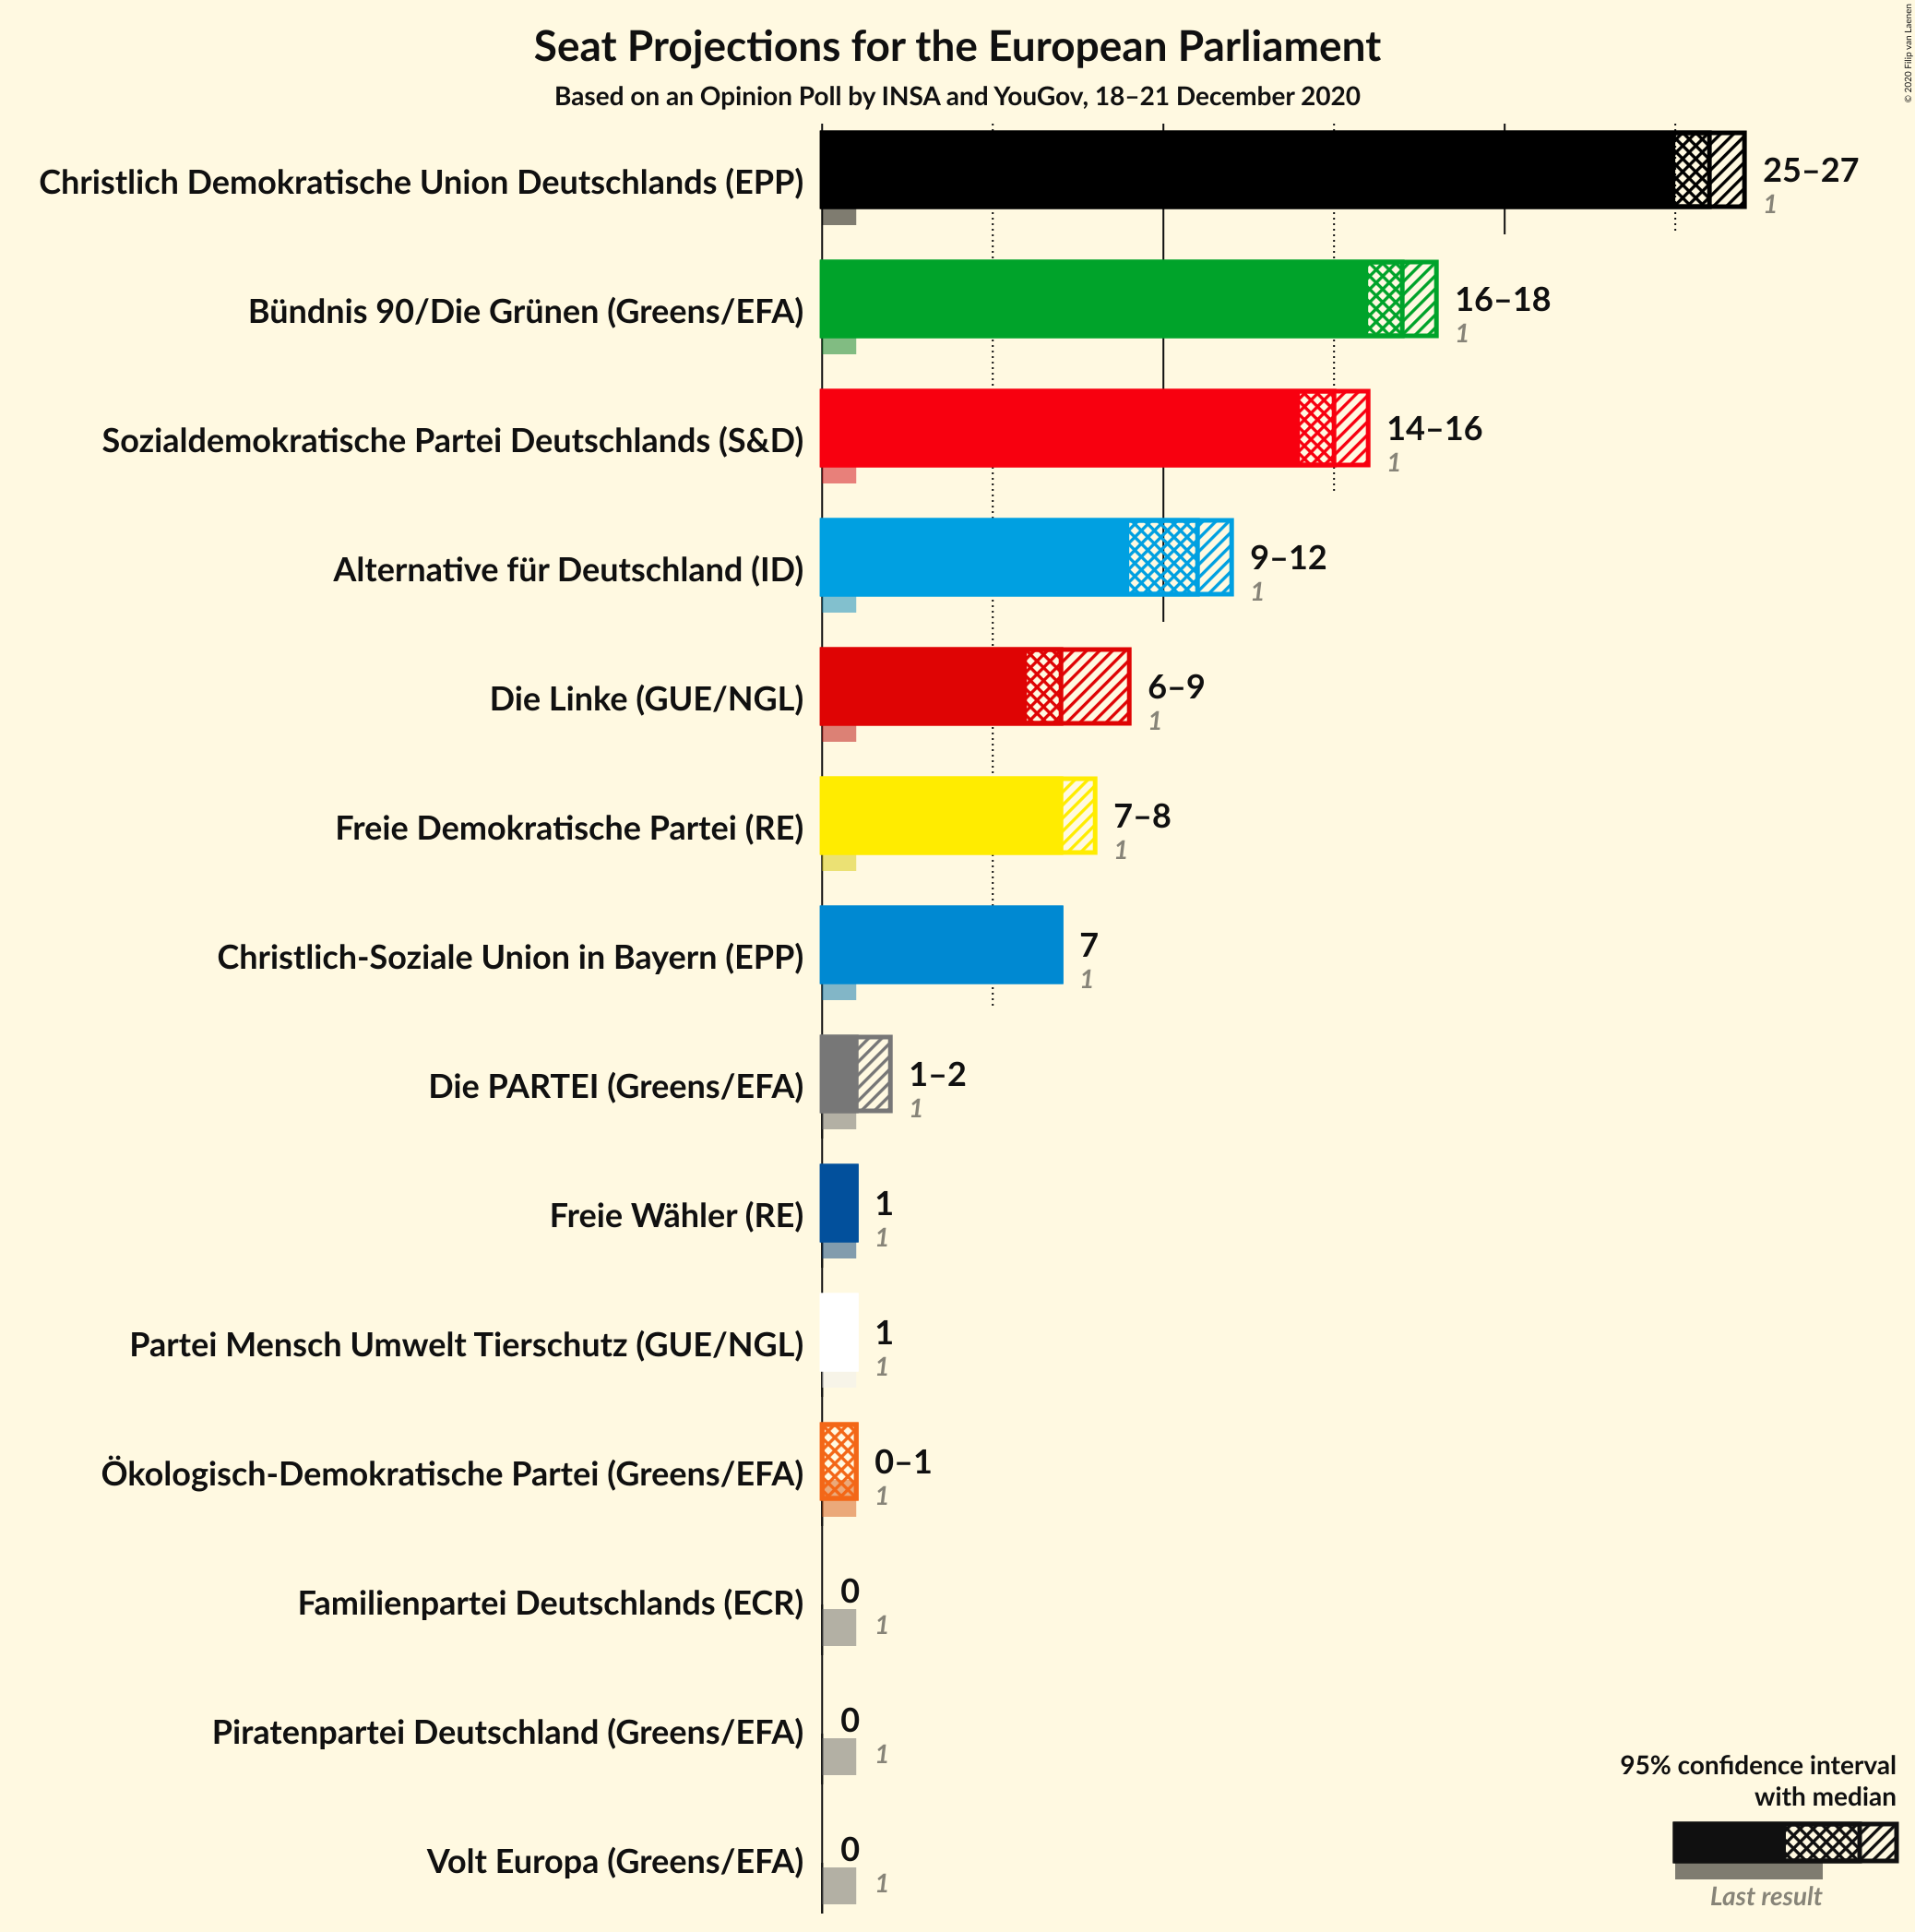 Seat Projections for the European Parliament
Based on an Opinion Poll by INSA and YouGov, 18–21 December 2020
© 2020 Filip van Laenen
Christlich Demokratische Union Deutschlands (EPP)
25–27
1
Bündnis 90/Die Grünen (Greens/EFA)
16–18
1
Sozialdemokratische Partei Deutschlands (S&D)
14–16
1
Alternative für Deutschland (ID)
9–12
1
Die Linke (GUE/NGL)
6–9
1
Freie Demokratische Partei (RE)
7–8
1
Christlich-Soziale Union in Bayern (EPP)
7
1
Die PARTEI (Greens/EFA)
1–2
1
Freie Wähler (RE)
1
1
Partei Mensch Umwelt Tierschutz (GUE/NGL)
1
1
Ökologisch-Demokratische Partei (Greens/EFA)
0–1
1
Familienpartei Deutschlands (ECR)
0
1
Piratenpartei Deutschland (Greens/EFA)
0
1
Volt Europa (Greens/EFA)
0
1
95% confidence interval
with median
Last result